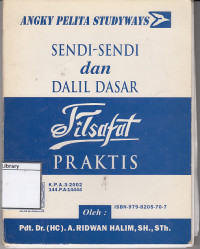 ANGKY PELITA STUDYWAYS
SENDI-SENDI
dan
DALIL DASAR
Filsafat
PRAKTIS
Library
K.P.A.3-2002
ISBN-979-8205-70-7
Oleh :
Pdt. Dr. (HC). A. RIDWAN HALIM, SH., STh.